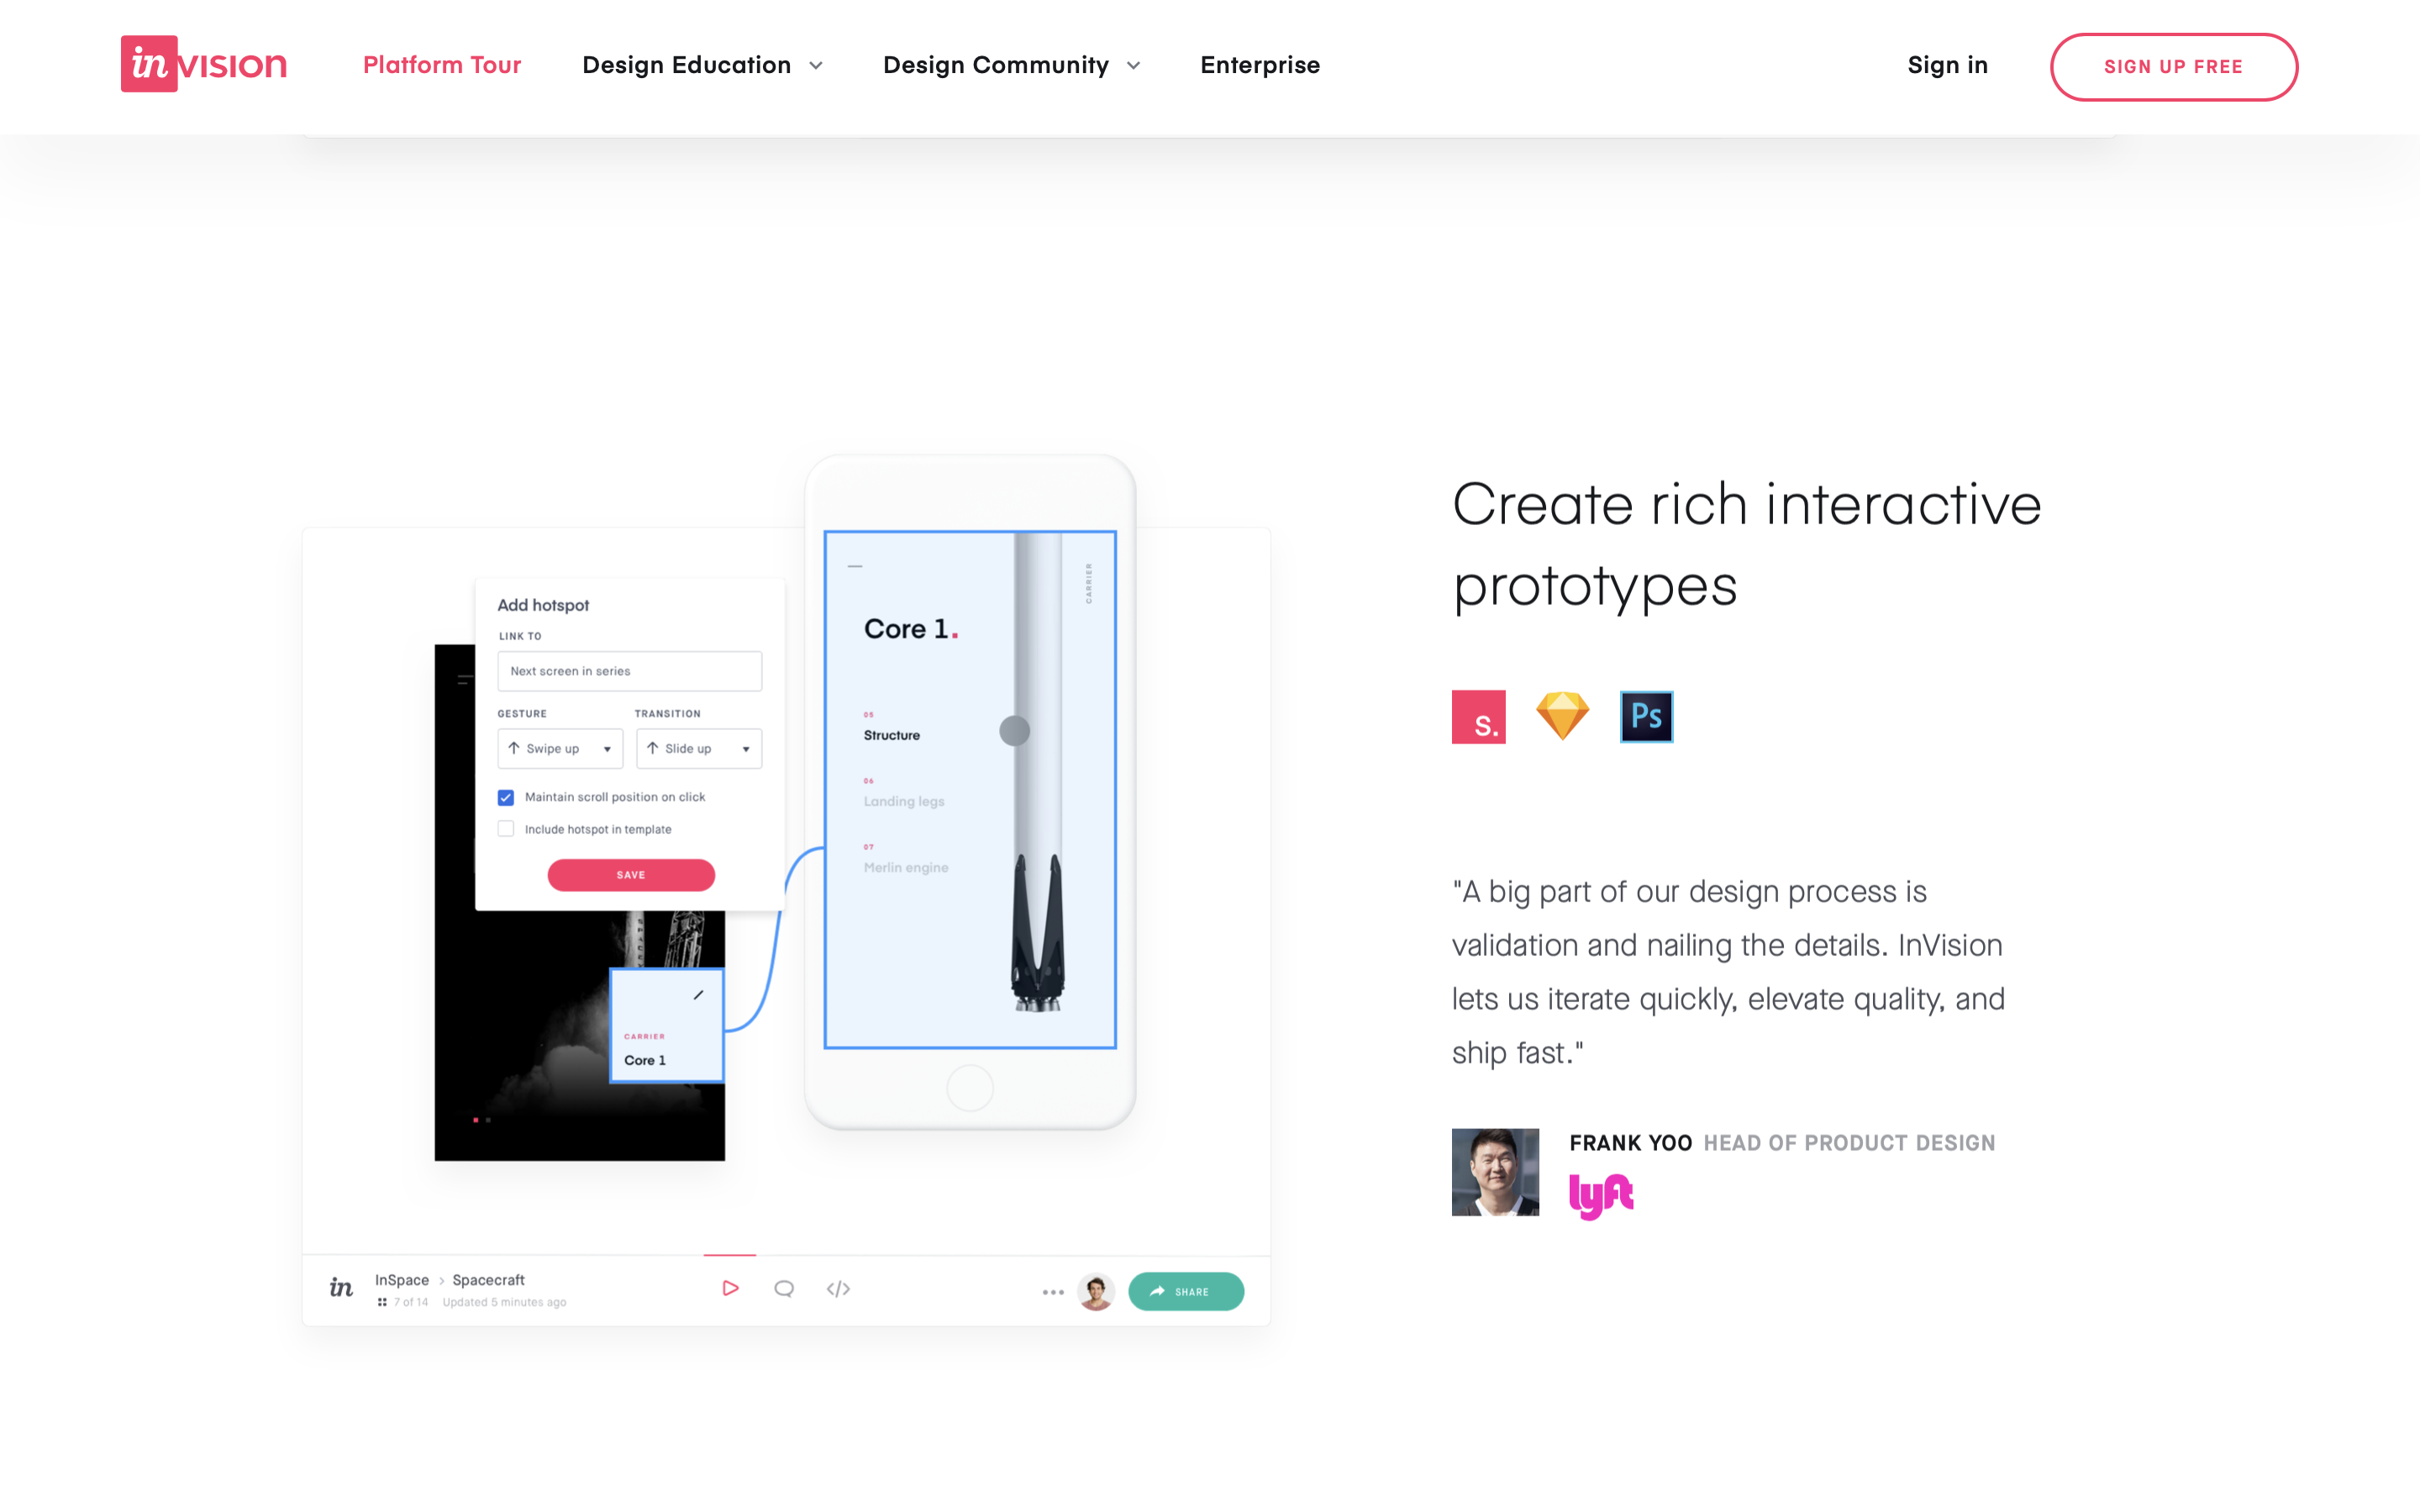 invision
Platform Tour
Design Education
Design Community
Enterprise
Sign in
SIGN UP FREE
Add hotspot
LINK TO
Next screen in series
GESTURE TRANSITION
Swipe up Slide up
Maintain scroll position on click
Include hotspot in template
SAVE
SPACEX
CARRIER
Core 1
CARRIER
Core 1.
05
Structure
06
Landing legs
07
Merlin engine
in
InSpace > Spacecraft
7 of 14 Updated 5 minutes ago
</>
SHARE
Create rich interactive
prototypes
s.
Ps
"A big part of our design process is
validation and nailing the details. InVision
lets us iterate quickly, elevate quality, and
ship fast."
FRANK YOO HEAD OF PRODUCT DESIGN
lyft